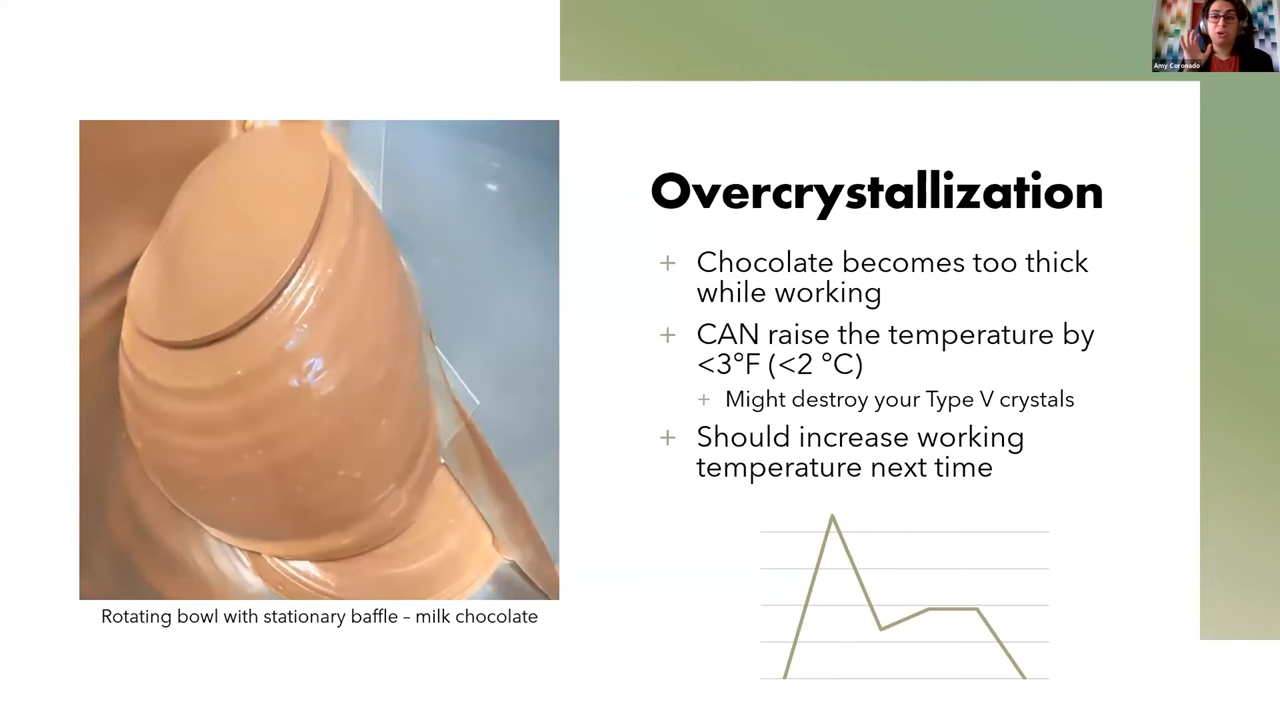 Amy Coronado
Overcrystallization
+ Chocolate becomes too thick
while working
+ CAN raise the temperature by
<3°F (<2 °C)
+ Might destroy your Type V crystals
+ Should increase working
temperature next time
Rotating bowl with stationary baffle – milk chocolate